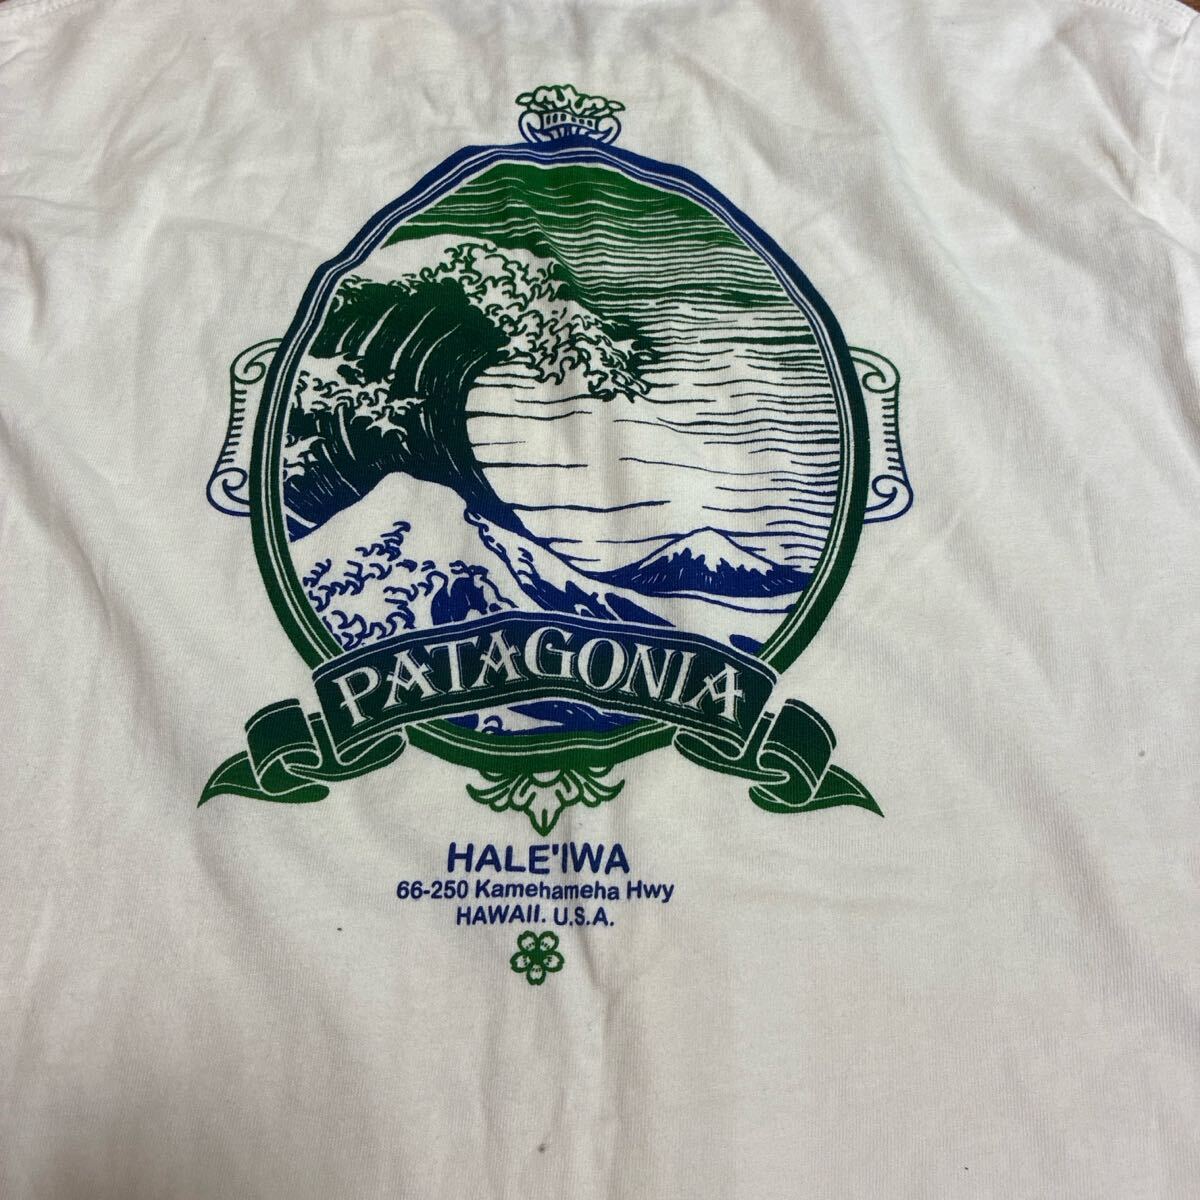 PATAGONIA
HALE'IWA
66-250 Kamehameha Hwy
HAWAII. U.S.A.